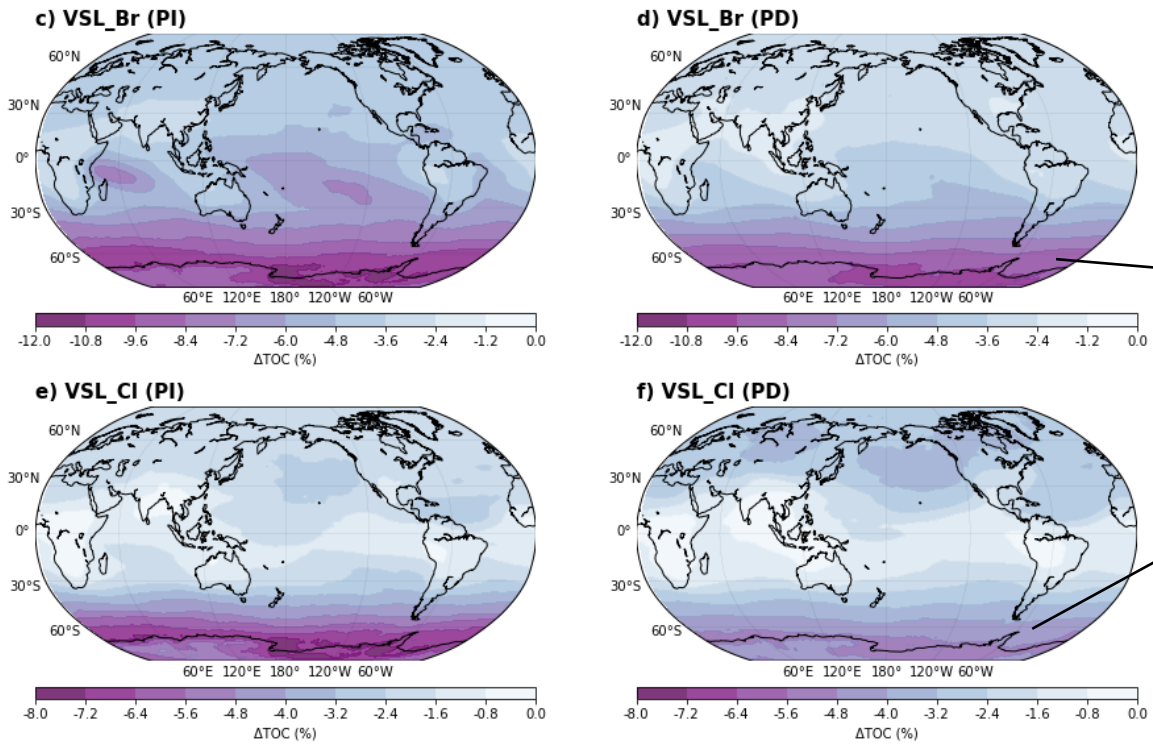 c) VSL_Br (PI)
60°N
30°N
0°
30°S
60°S
60°E 120°E 180° 120°W 60°W
-12.0 -10.8 -9.6 -8.4 -7.2 -6.0 -4.8 -3.6 -2.4 -1.2 0.0
ΔTOC (%)
d) VSL_Br (PD)
60°N
30°N
0°
30°S
60°S
60°E 120°E 180° 120°W 60°W
-12.0 -10.8 -9.6 -8.4 -7.2 -6.0 -4.8 -3.6 -2.4 -1.2 0.0
ΔTOC (%)
e) VSL_Cl (PI)
60°N
30°N
0°
30°S
60°S
60°E 120°E 180° 120°W 60°W
-8.0 -7.2 -6.4 -5.6 -4.8 -4.0 -3.2 -2.4 -1.6 -0.8 0.0
ΔTOC (%)
f) VSL_Cl (PD)
60°N
30°N
0°
30°S
60°S
60°E 120°E 180° 120°W 60°W
-8.0 -7.2 -6.4 -5.6 -4.8 -4.0 -3.2 -2.4 -1.6 -0.8 0.0
ΔTOC (%)